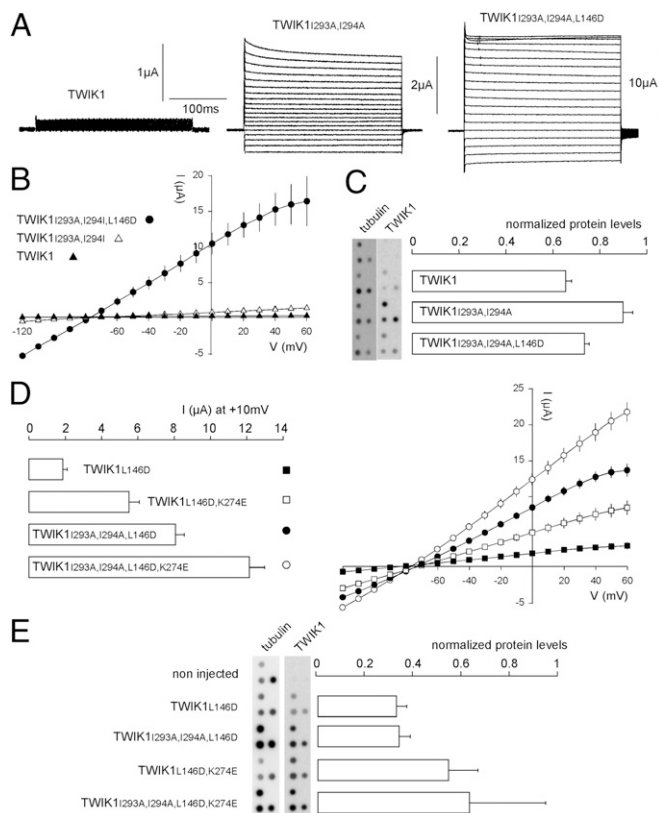 A
TWIK1
1µA
100ms
TWIK1I293A,I294A
2µA
TWIK1I293A,I294A,L146D
10µA
B
I (µA)
20
15
10
5
-5
TWIK1I293A,I294I,L146D
TWIK1I293A,I294I
TWIK1
-120 -100 -80 -60 -40 -20 20 40 60
V (mV)
C
tubulin
TWIK1
normalized protein levels
0 0.2 0.4 0.6 0.8 1
TWIK1
TWIK1I293A,I294A
TWIK1I293A,I294A,L146D
D
I (µA) at +10mV
0 2 4 6 8 10 12 14
TWIK1L146D
TWIK1L146D,K274E
TWIK1I293A,I294A,L146D
TWIK1I293A,I294A,L146D,K274E
I (µA)
25
20
15
10
5
-5
-60 -40 -20 20 40 60
V (mV)
E
tubulin
TWIK1
normalized protein levels
0 0.2 0.4 0.6 0.8 1
non injected
TWIK1L146D
TWIK1I293A,I294A,L146D
TWIK1L146D,K274E
TWIK1I293A,I294A,L146D,K274E